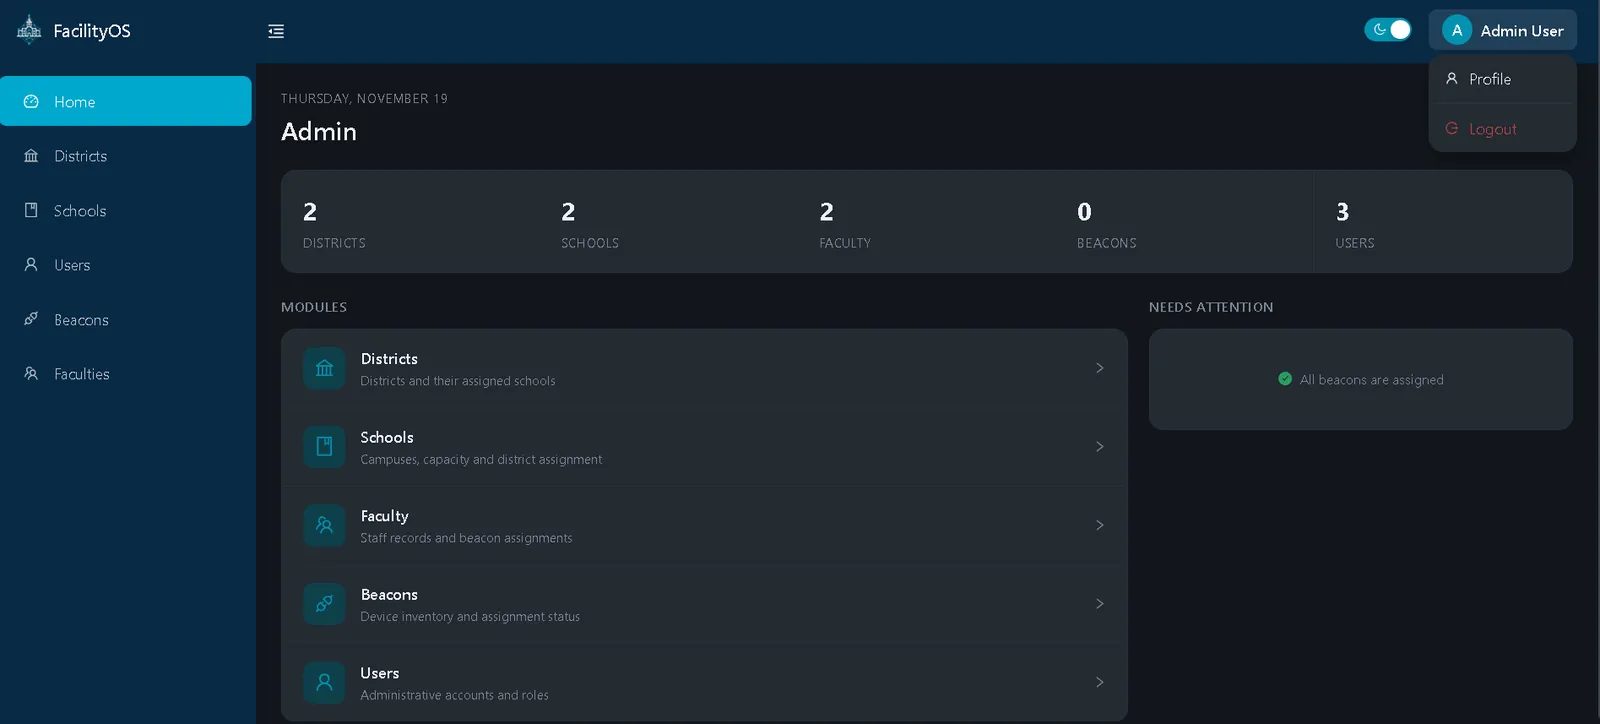 FacilityOS
A Admin User
Profile
Logout
Home
Districts
Schools
Users
Beacons
Faculties
THURSDAY, NOVEMBER 19
Admin
2
DISTRICTS
2
SCHOOLS
2
FACULTY
0
BEACONS
3
USERS
MODULES
Districts
Districts and their assigned schools
Schools
Campuses, capacity and district assignment
Faculty
Staff records and beacon assignments
Beacons
Device inventory and assignment status
Users
Administrative accounts and roles
NEEDS ATTENTION
All beacons are assigned